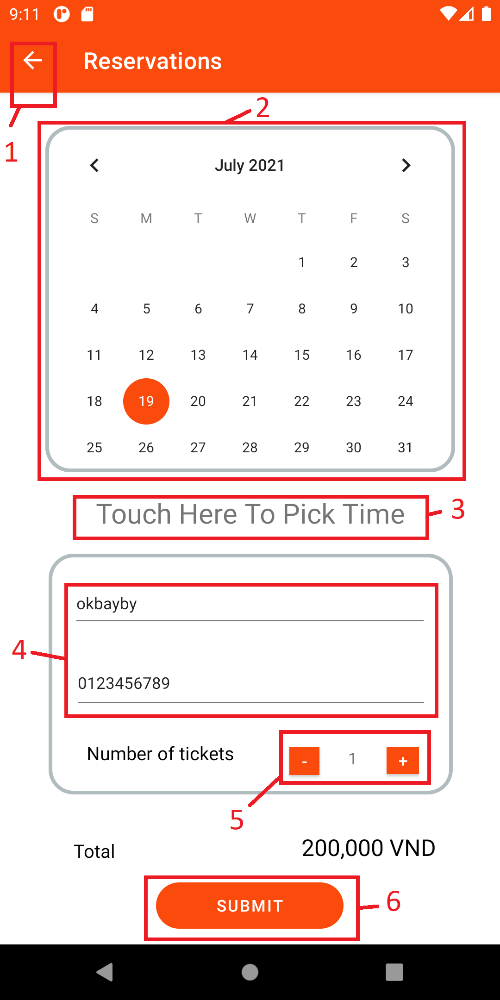 9:11
Reservations
1
2
July 2021
S M T W T F S
1 2 3
4 5 6 7 8 9 10
11 12 13 14 15 16 17
18 19 20 21 22 23 24
25 26 27 28 29 30 31
Touch Here To Pick Time
3
okbayby
4
0123456789
Number of tickets - 1 +
5
Total 200,000 VND
SUBMIT
6